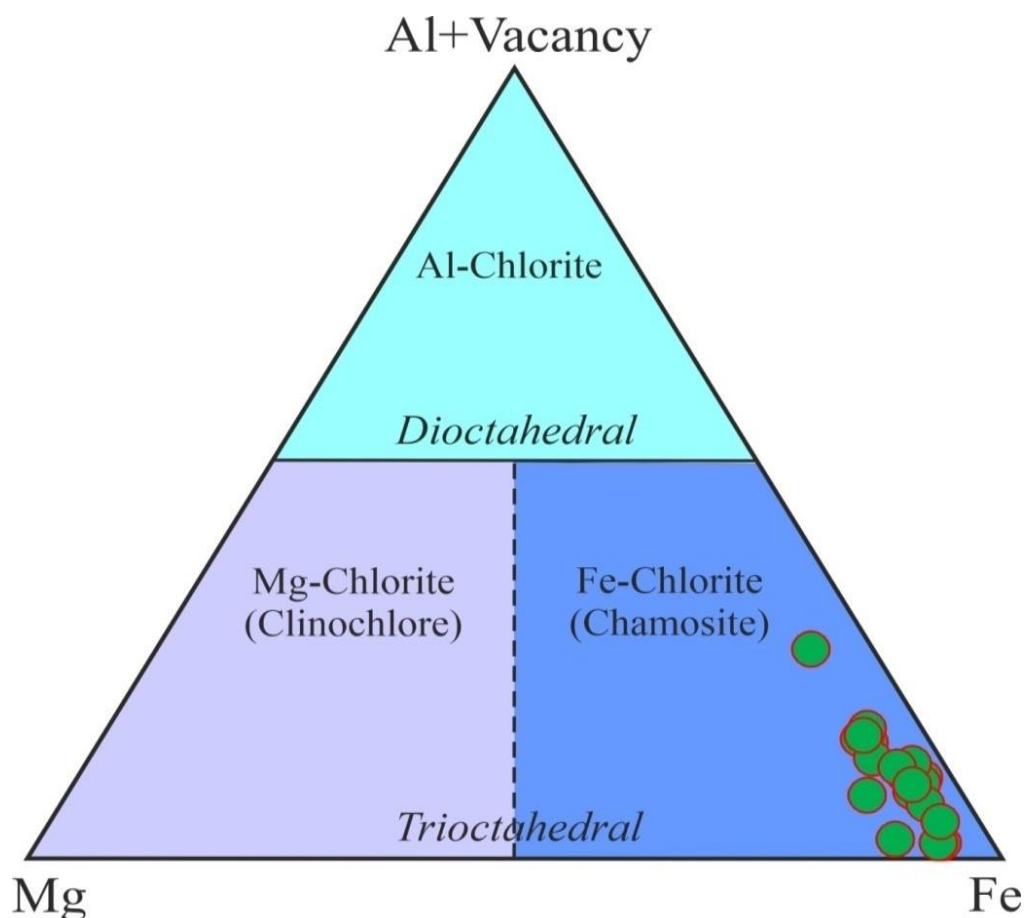 Al+Vacancy
Al-Chlorite
Dioctahedral
Mg-Chlorite
(Clinochlore)
Fe-Chlorite
(Chamosite)
Trioctahedral
Mg
Fe